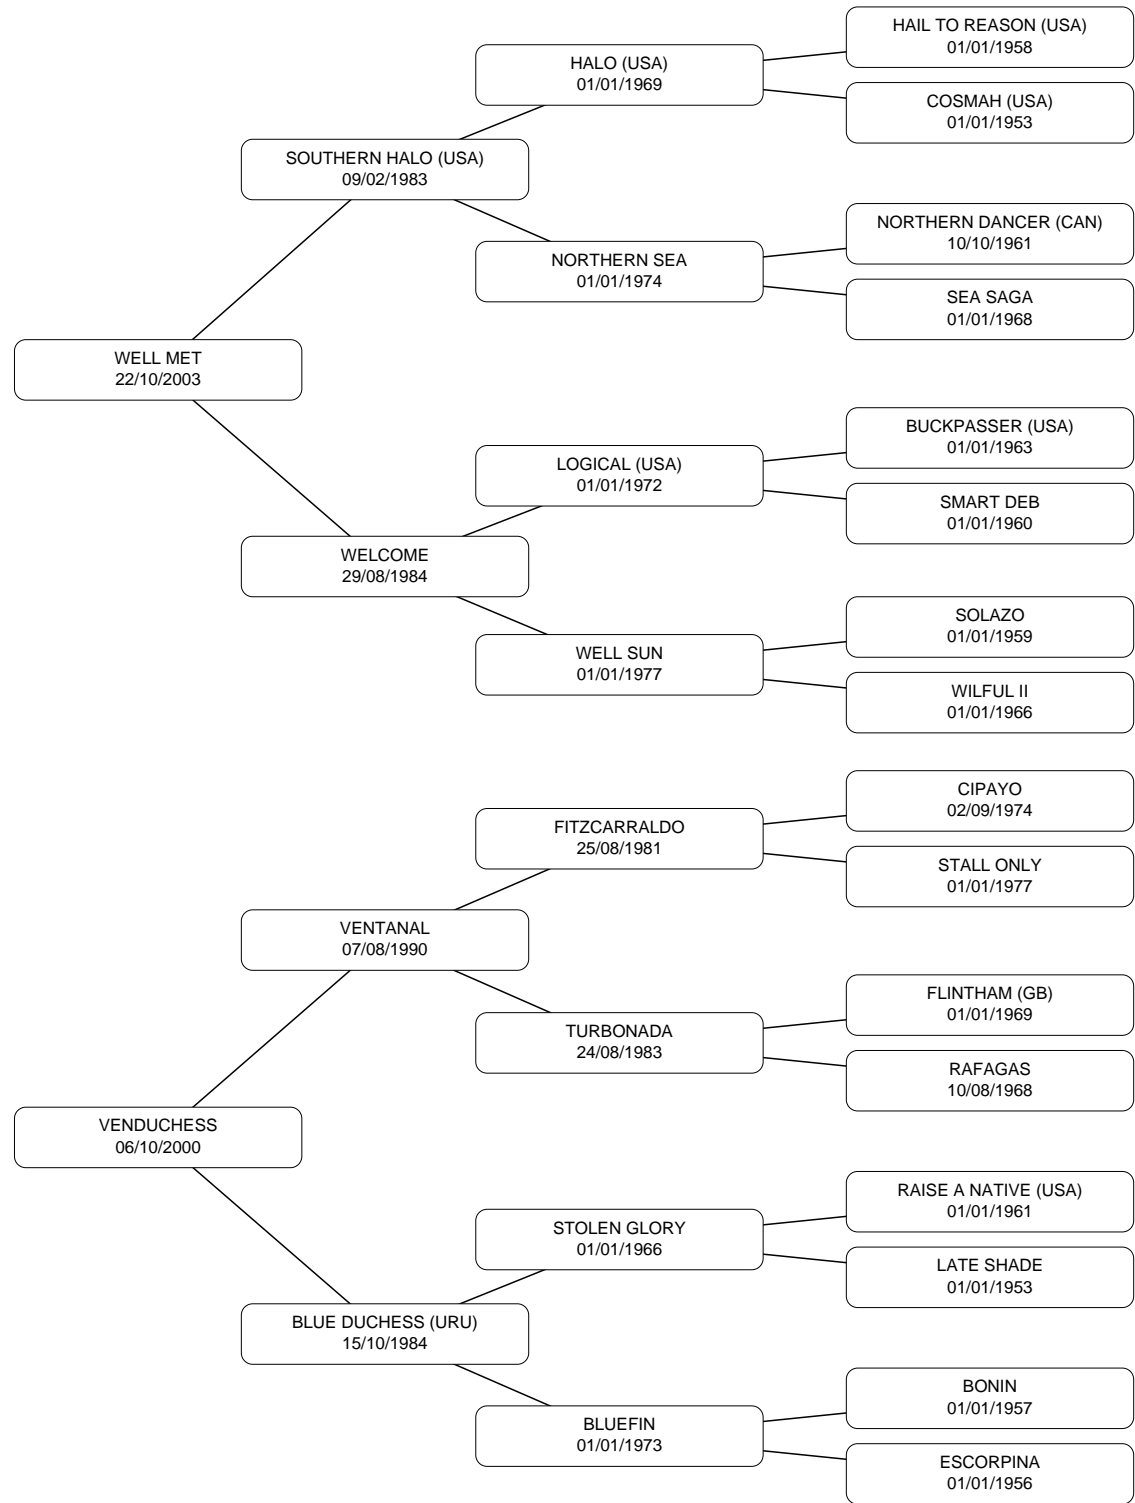 HAIL TO REASON (USA)
01/01/1958
HALO (USA)
01/01/1969
COSMAH (USA)
01/01/1953
SOUTHERN HALO (USA)
09/02/1983
NORTHERN DANCER (CAN)
10/10/1961
NORTHERN SEA
01/01/1974
SEA SAGA
01/01/1968
WELL MET
22/10/2003
BUCKPASSER (USA)
01/01/1963
LOGICAL (USA)
01/01/1972
SMART DEB
01/01/1960
WELCOME
29/08/1984
SOLAZO
01/01/1959
WELL SUN
01/01/1977
WILFUL II
01/01/1966
CIPAYO
02/09/1974
FITZCARRALDO
25/08/1981
STALL ONLY
01/01/1977
VENTANAL
07/08/1990
FLINTHAM (GB)
01/01/1969
TURBONADA
24/08/1983
RAFAGAS
10/08/1968
VENDUCHESS
06/10/2000
RAISE A NATIVE (USA)
01/01/1961
STOLEN GLORY
01/01/1966
LATE SHADE
01/01/1953
BLUE DUCHESS (URU)
15/10/1984
BONIN
01/01/1957
BLUEFIN
01/01/1973
ESCORPINA
01/01/1956